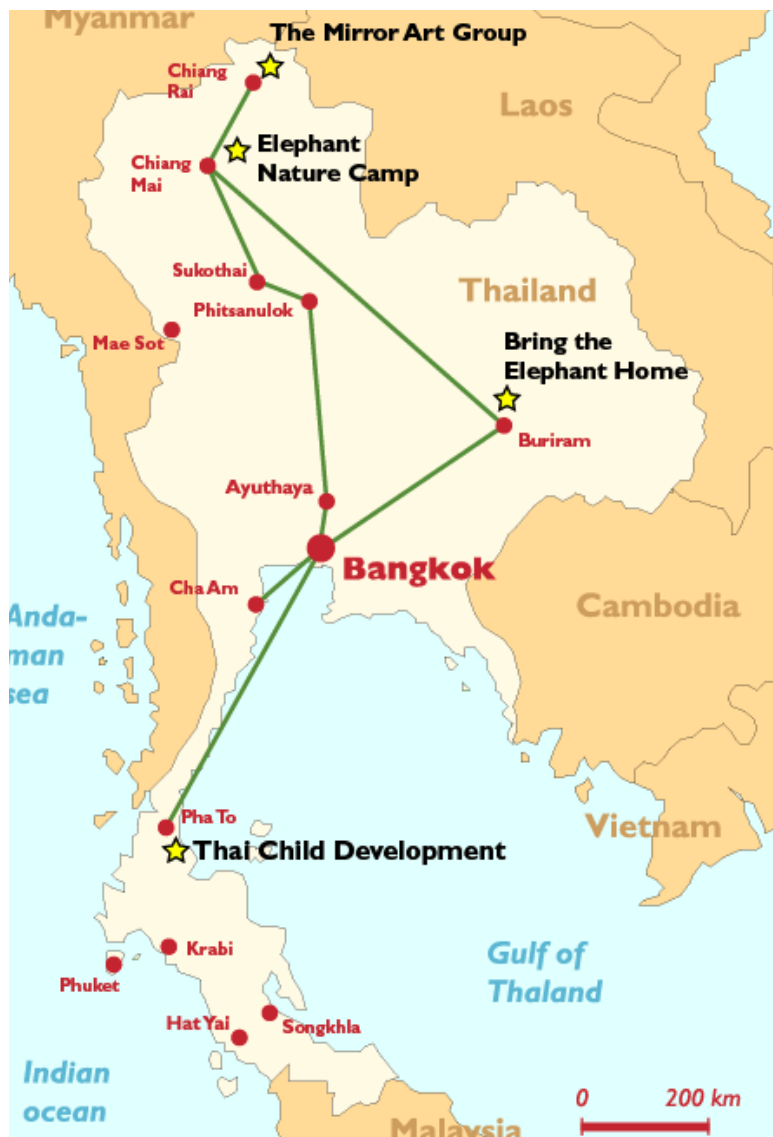 Myanmar
The Mirror Art Group
Chiang
Rai
Laos
Elephant
Nature Camp
Chiang
Mai
Sukothai
Thailand
Phitsanulok
Mae Sot
Bring the
Elephant Home
Buriram
Ayuthaya
Bangkok
Cha Am
Cambodia
Anda-
man
sea
Pha To
Vietnam
Thai Child Development
Krabi
Gulf of
Thaland
Phuket
Hat Yai
Songkhla
Indian
ocean
0 200 km
Malaysia